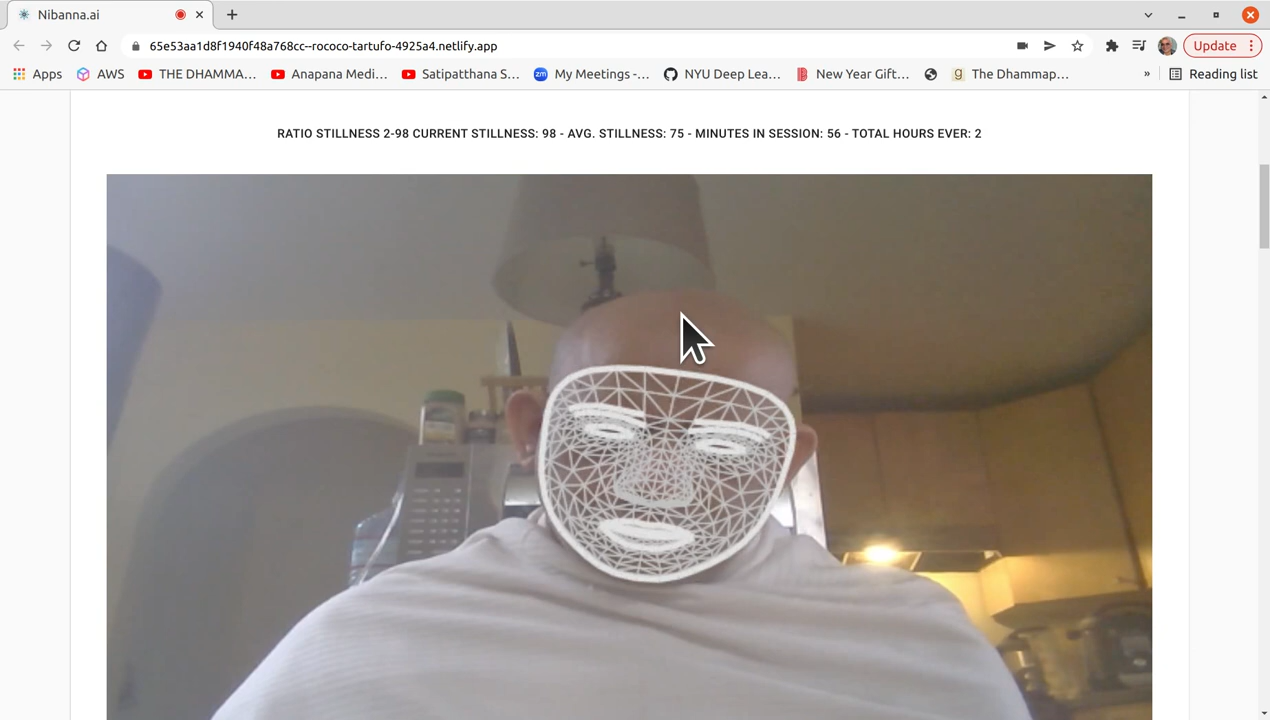 Nibanna.ai
65e53aa1d8f1940f48a768cc--rococo-tartufo-4925a4.netlify.app
Update
Apps AWS THE DHAMMA... Anapana Medi... Satipatthana S... My Meetings -... NYU Deep Lea... New Year Gift... The Dhammap... » Reading list
RATIO STILLNESS 2-98 CURRENT STILLNESS: 98 - AVG. STILLNESS: 75 - MINUTES IN SESSION: 56 - TOTAL HOURS EVER: 2